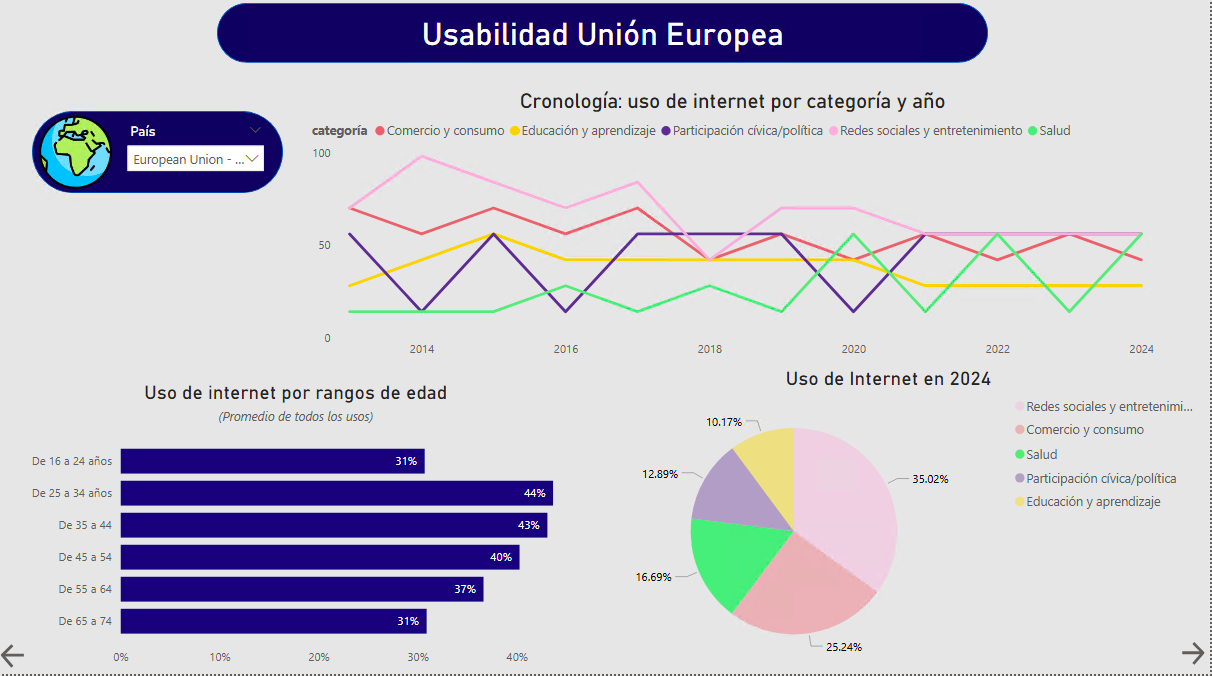 Usabilidad Unión Europea
País
European Union - ...
Cronología: uso de internet por categoría y año
categoría Comercio y consumo Educación y aprendizaje Participación cívica/política Redes sociales y entretenimiento Salud
100
50
0
2014 2016 2018 2020 2022 2024
Uso de internet por rangos de edad
(Promedio de todos los usos)
De 16 a 24 años 31%
De 25 a 34 años 44%
De 35 a 44 43%
De 45 a 54 40%
De 55 a 64 37%
De 65 a 74 31%
0% 10% 20% 30% 40%
Uso de Internet en 2024
10.17%
12.89%
35.02%
16.69%
25.24%
Redes sociales y entretenimi...
Comercio y consumo
Salud
Participación cívica/política
Educación y aprendizaje